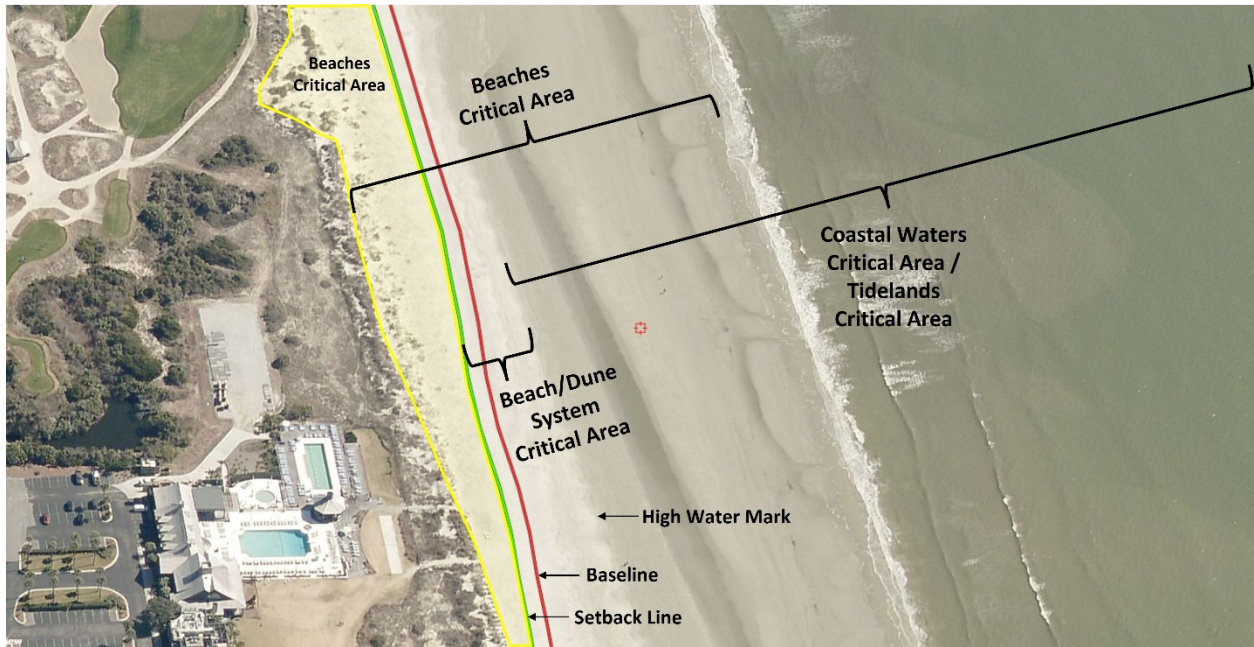 Beaches
Critical Area
Beaches
Critical Area
Coastal Waters
Critical Area /
Tidelands
Critical Area
Beach/Dune
System
Critical Area
High Water Mark
Baseline
Setback Line